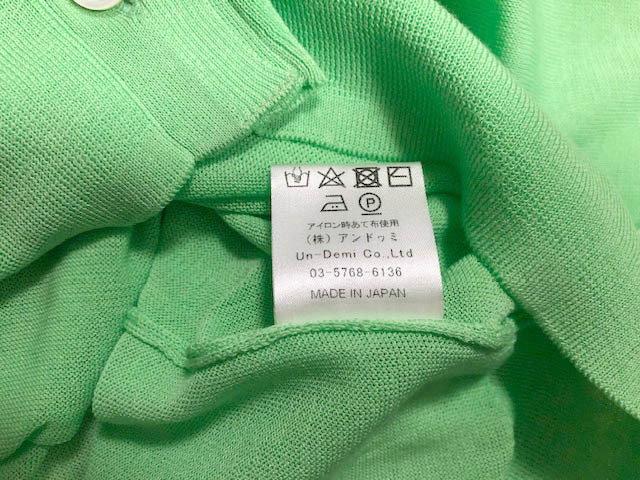 P
アイロン時あて布使用
(株) アンドゥミ
Un-Demi Co.,Ltd
03-5768-6136
MADE IN JAPAN